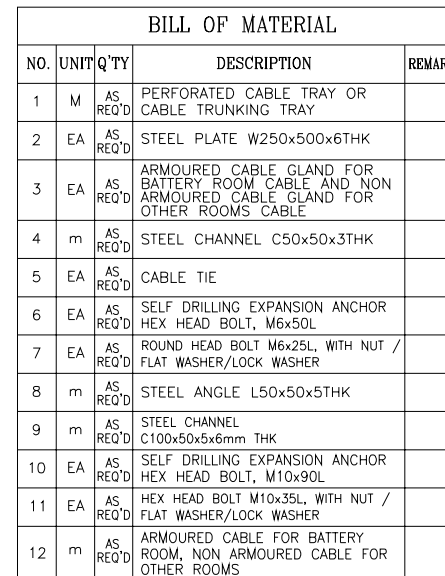 BILL OF MATERIAL
NO. UNIT Q'TY DESCRIPTION
1 M AS REQ'D PERFORATED CABLE TRAY OR
CABLE TRUNKING TRAY
2 EA AS REQ'D STEEL PLATE W250x500x6THK
3 EA AS REQ'D ARMOURED CABLE GLAND FOR
BATTERY ROOM CABLE AND NON
ARMOURED CABLE GLAND FOR
OTHER ROOMS CABLE
4 m AS REQ'D STEEL CHANNEL C50x50x3THK
5 EA AS REQ'D CABLE TIE
6 EA AS REQ'D SELF DRILLING EXPANSION ANCHOR
HEX HEAD BOLT, M6x50L
7 EA AS REQ'D ROUND HEAD BOLT M6x25L, WITH NUT /
FLAT WASHER/LOCK WASHER
8 m AS REQ'D STEEL ANGLE L50x50x5THK
9 m AS REQ'D STEEL CHANNEL
C100x50x5x6mm THK
10 EA AS REQ'D SELF DRILLING EXPANSION ANCHOR
HEX HEAD BOLT, M10x90L
11 EA AS REQ'D HEX HEAD BOLT M10x35L, WITH NUT /
FLAT WASHER/LOCK WASHER
12 m AS REQ'D ARMOURED CABLE FOR BATTERY
ROOM, NON ARMOURED CABLE FOR
OTHER ROOMS